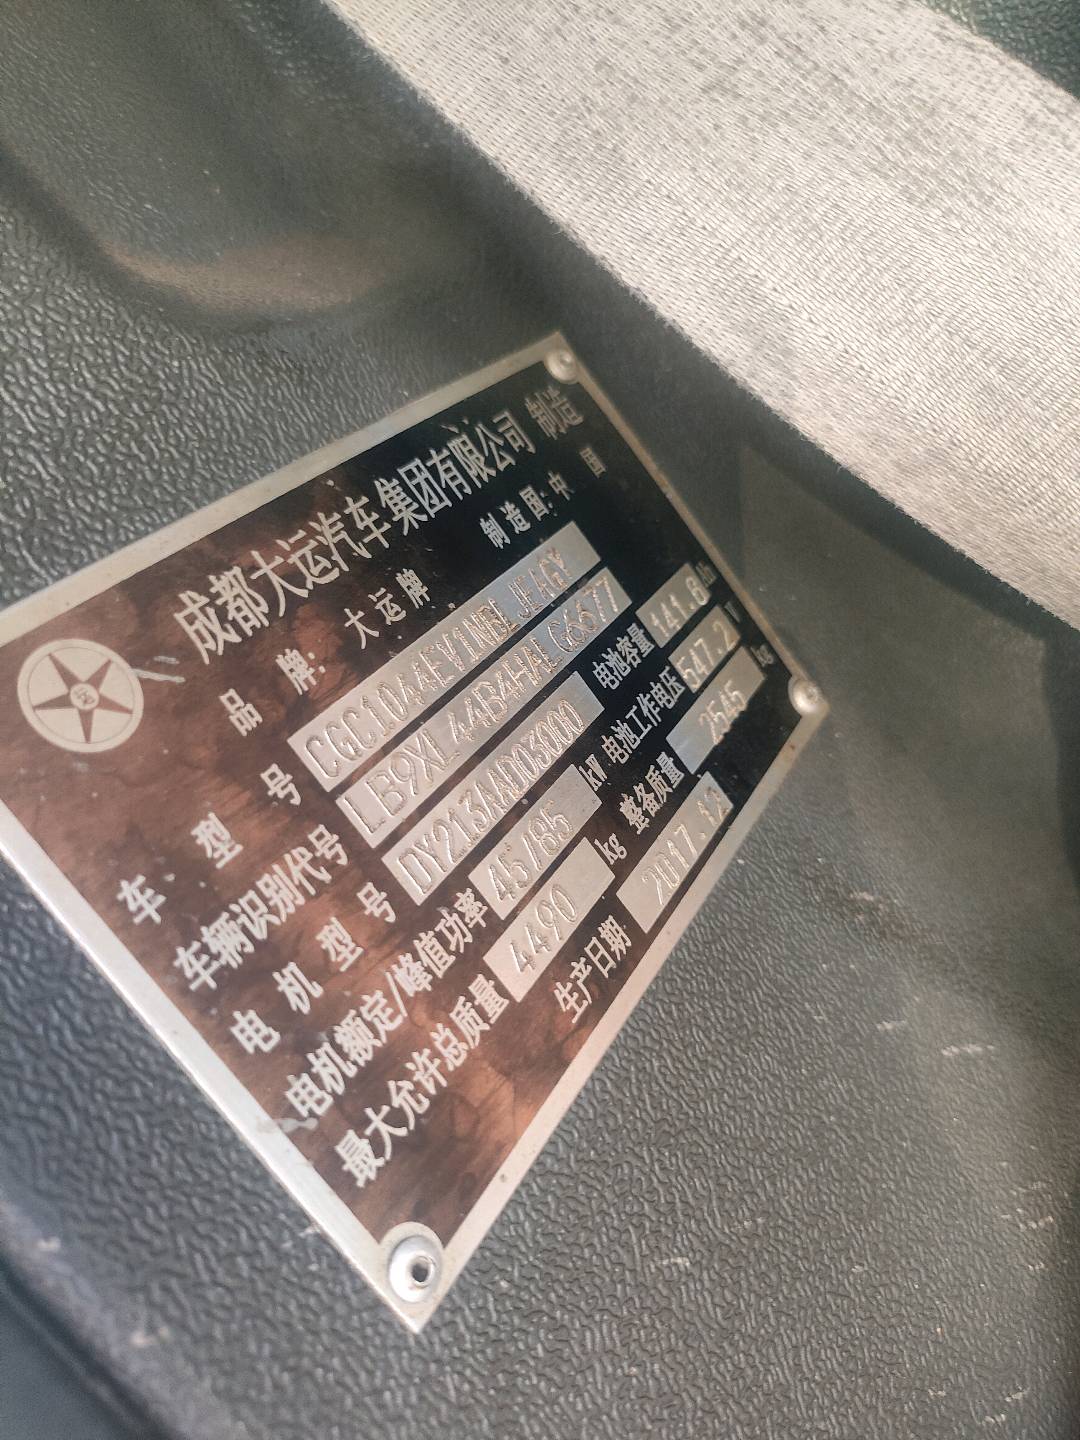 成都大运汽车集团有限公司 制造
品牌: 大运牌 制造国: 中国
车型号 CGC1044EV1NBLJEAGY
车辆识别代号 LB9XL44B4HALG6677
电机型号 DY213AAD03000 电池容量 141.6 Ah
电机额定/峰值功率 45/85 kW 电池工作电压 547.2 V
最大允许总质量 4490 kg 整备质量 2545 kg
生产日期 2017.12